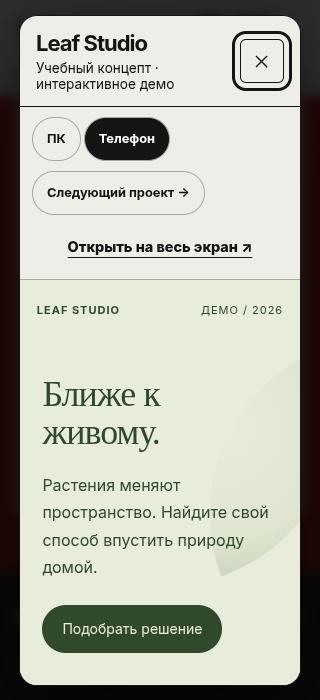 Leaf Studio
Учебный концепт ·
интерактивное демо
×
ПК
Телефон
Следующий проект →
Открыть на весь экран ↗
LEAF STUDIO
ДЕМО / 2026
Ближе к
живому.
Растения меняют
пространство. Найдите свой
способ впустить природу
домой.
Подобрать решение